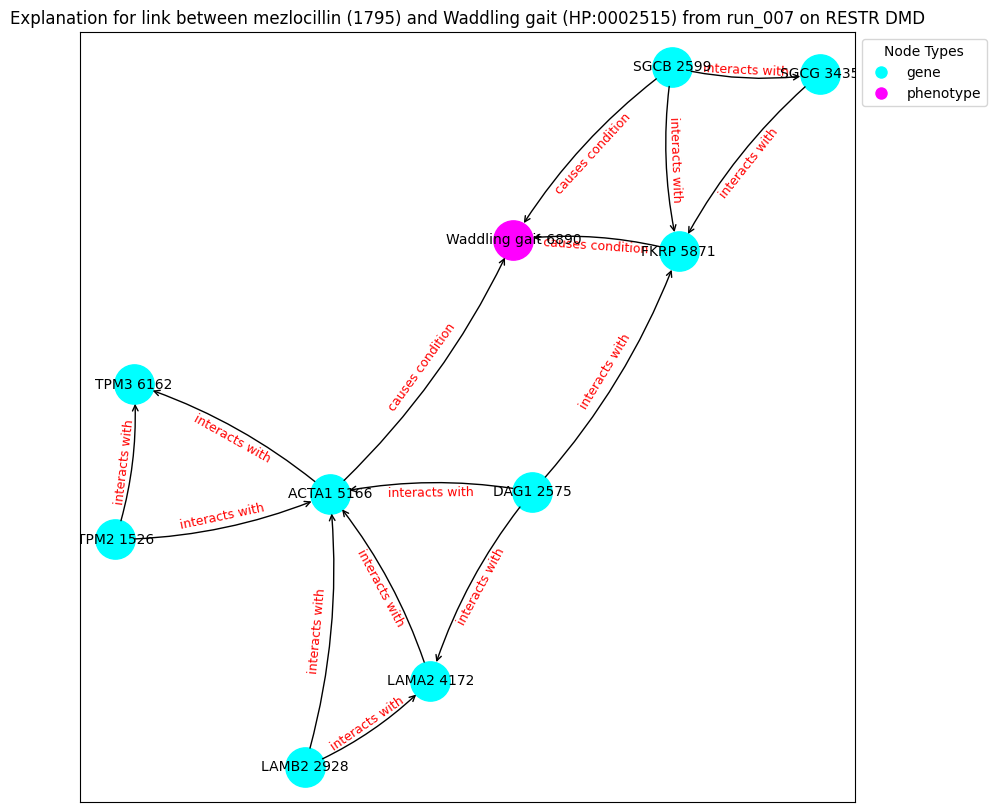 Explanation for link between mezlocillin (1795) and Waddling gait (HP:0002515) from run_007 on RESTR DMD
Node Types
gene
phenotype
SGCB 2599
interacts with
SGCG 3435
causes condition
interacts with
interacts with
Waddling gait 6890
causes condition
FKRP 5871
causes condition
interacts with
TPM3 6162
interacts with
interacts with
ACTA1 5166
interacts with
DAG1 2575
interacts with
TPM2 1526
interacts with
interacts with
interacts with
LAMA2 4172
interacts with
LAMB2 2928